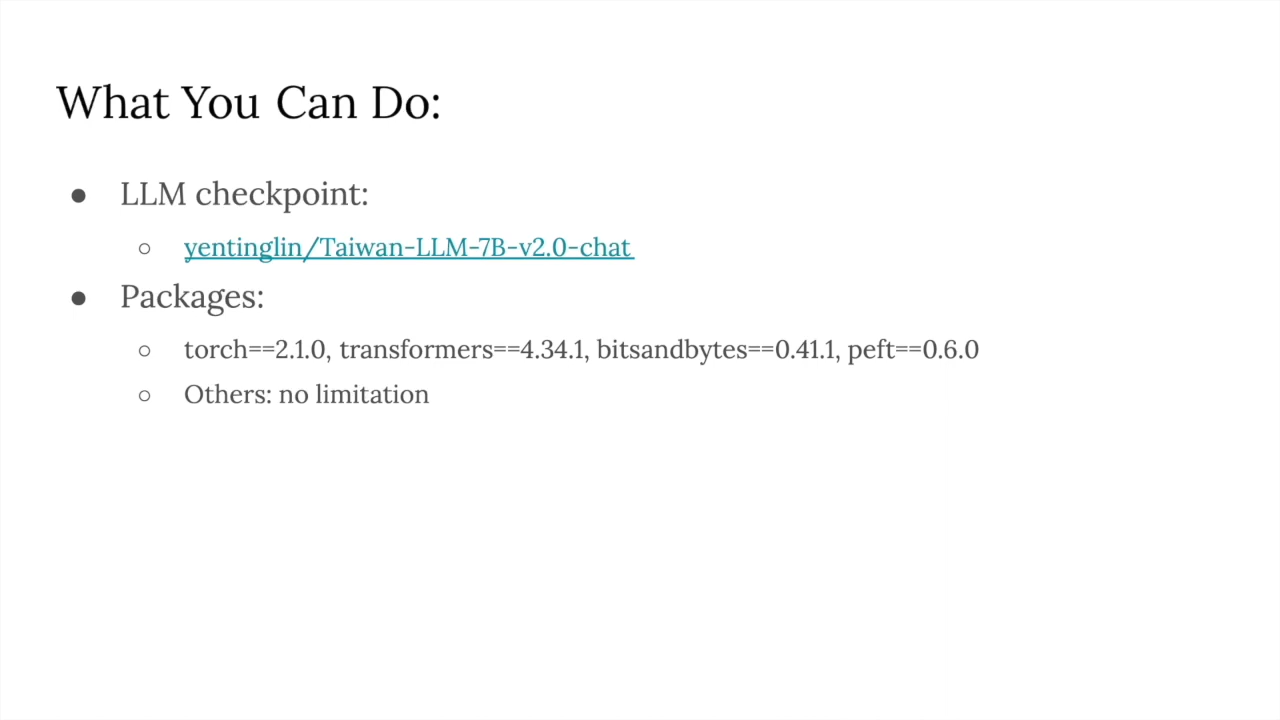 What You Can Do:
● LLM checkpoint:
○ yentinglin/Taiwan-LLM-7B-v2.0-chat
● Packages:
○ torch==2.1.0, transformers==4.34.1, bitsandbytes==0.41.1, peft==0.6.0
○ Others: no limitation